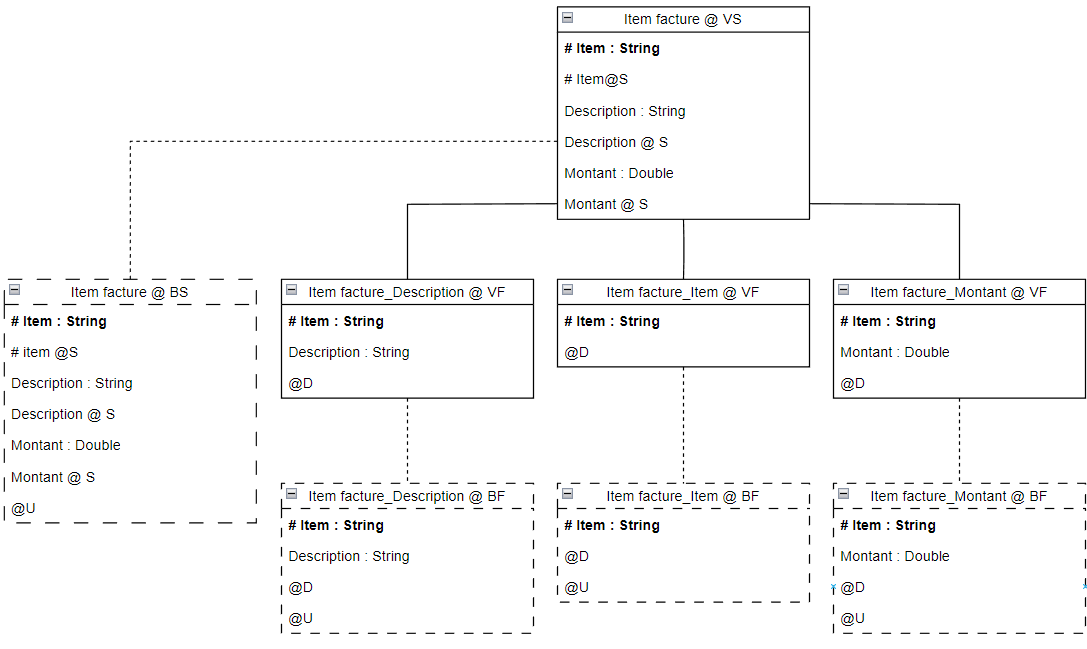 Item facture @ VS
# Item : String
# Item@S
Description : String
Description @ S
Montant : Double
Montant @ S
Item facture @ BS
# Item : String
# item @S
Description : String
Description @ S
Montant : Double
Montant @ S
@U
Item facture_Description @ VF
# Item : String
Description : String
@D
Item facture_Item @ VF
# Item : String
@D
Item facture_Montant @ VF
# Item : String
Montant : Double
@D
Item facture_Description @ BF
# Item : String
Description : String
@D
@U
Item facture_Item @ BF
# Item : String
@D
@U
Item facture_Montant @ BF
# Item : String
Montant : Double
@D
@U